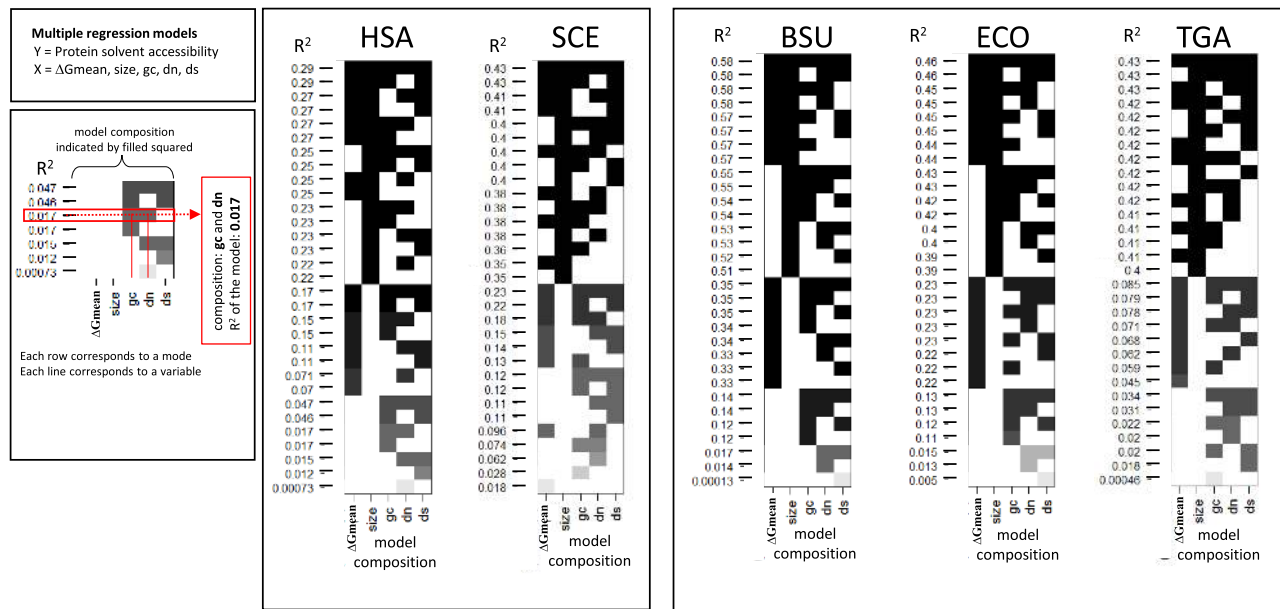 Multiple regression models
Y = Protein solvent accessibility
X = ΔGmean, size, gc, dn, ds
model composition
indicated by filled squared
R²
0.047
0.046
0.017
0.017
0.015
0.012
0.00073
ΔGmean
size
gc
dn
ds
composition: gc and dn
R² of the model: 0.017
Each row corresponds to a mode
Each line corresponds to a variable
R²
HSA
0.29
0.29
0.27
0.27
0.27
0.27
0.25
0.25
0.25
0.25
0.23
0.23
0.23
0.23
0.22
0.22
0.17
0.17
0.15
0.15
0.11
0.11
0.071
0.07
0.047
0.046
0.017
0.017
0.015
0.012
0.00073
ΔGmean
size
gc
dn
ds
model
composition
R²
SCE
0.43
0.43
0.41
0.41
0.4
0.4
0.4
0.4
0.4
0.38
0.38
0.38
0.38
0.36
0.35
0.35
0.23
0.22
0.18
0.15
0.14
0.13
0.12
0.12
0.11
0.11
0.096
0.074
0.062
0.028
0.018
ΔGmean
size
gc
dn
ds
model
composition
R²
BSU
0.58
0.58
0.58
0.58
0.57
0.57
0.57
0.57
0.55
0.55
0.54
0.54
0.53
0.53
0.52
0.51
0.35
0.35
0.35
0.34
0.34
0.33
0.33
0.33
0.14
0.14
0.12
0.12
0.017
0.014
0.00013
ΔGmean
size
gc
dn
ds
model
composition
R²
ECO
0.46
0.46
0.45
0.45
0.45
0.45
0.44
0.44
0.43
0.43
0.42
0.42
0.4
0.4
0.39
0.39
0.23
0.23
0.23
0.23
0.23
0.22
0.22
0.22
0.13
0.13
0.12
0.11
0.015
0.013
0.005
ΔGmean
size
gc
dn
ds
model
composition
R²
TGA
0.43
0.43
0.43
0.42
0.42
0.42
0.42
0.42
0.42
0.42
0.42
0.41
0.41
0.41
0.41
0.4
0.085
0.079
0.078
0.071
0.068
0.062
0.059
0.045
0.034
0.031
0.022
0.02
0.02
0.018
0.00046
ΔGmean
size
gc
dn
ds
model
composition